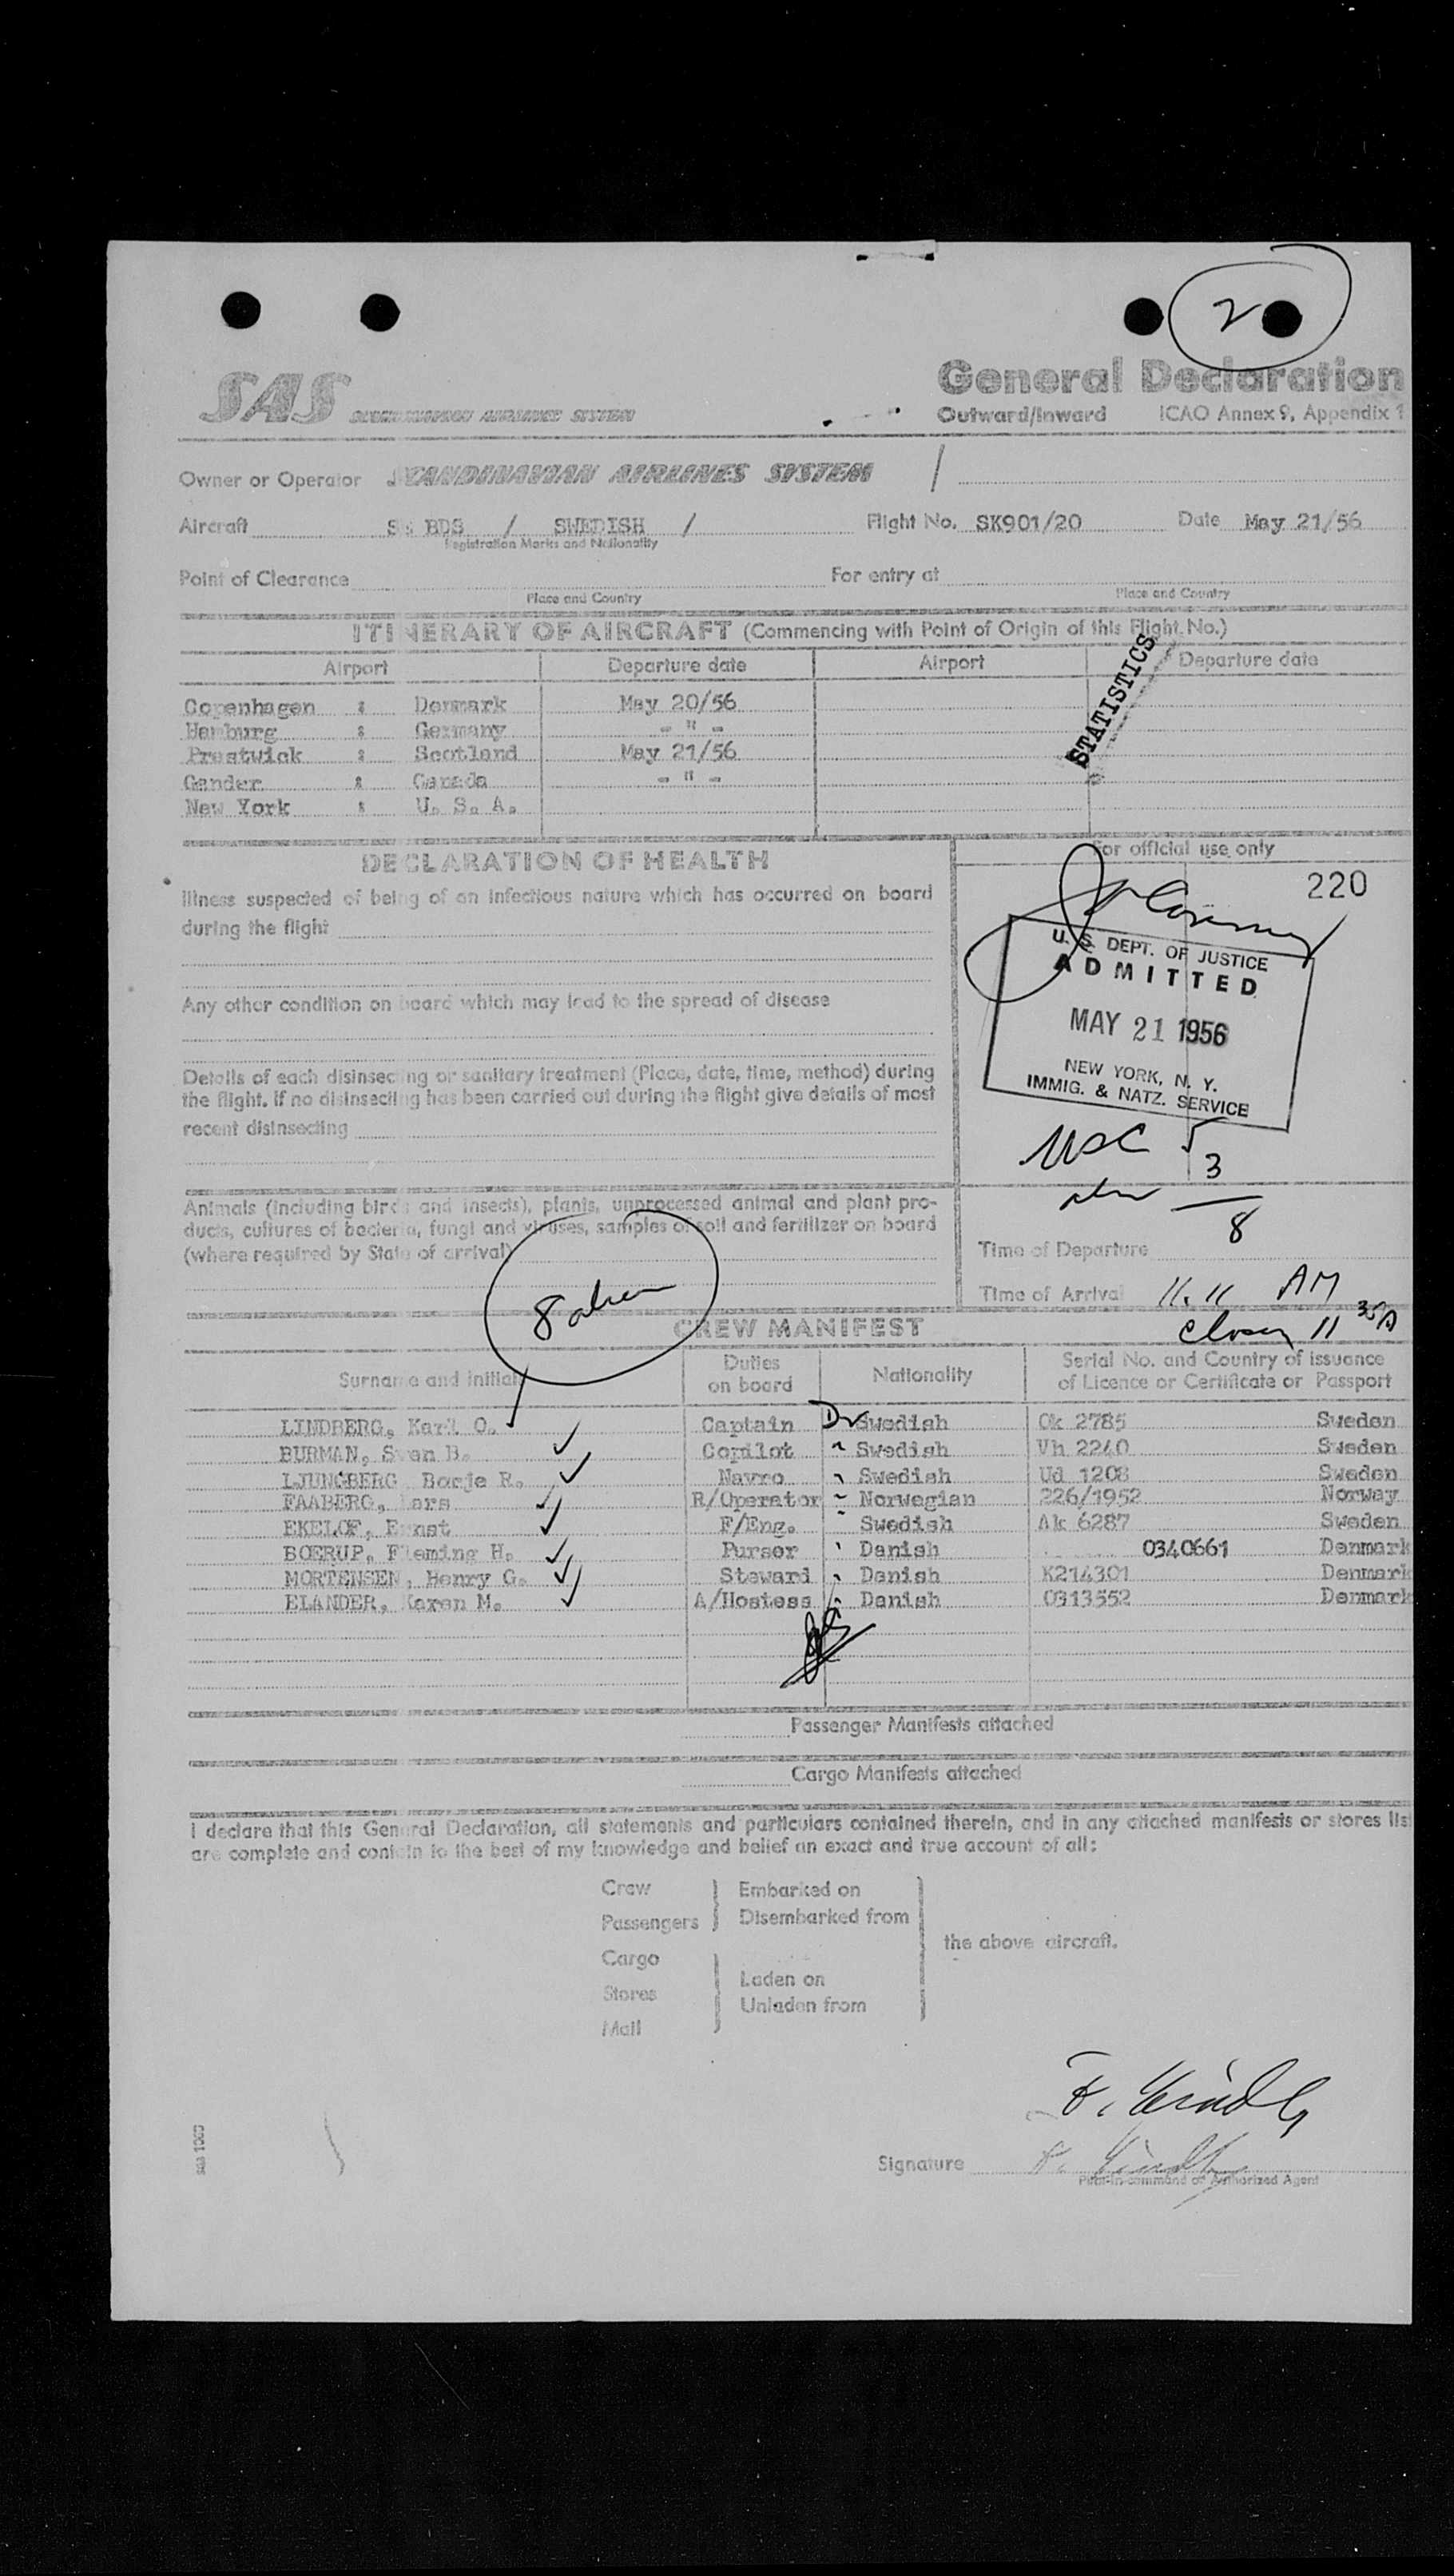 2
SAS SCANDINAVIAN AIRLINES SYSTEM
General Declaration
Outward/Inward ICAO Annex 9, Appendix 1
Owner or Operator SCANDINAVIAN AIRLINES SYSTEM /
Aircraft SE BDS / SWEDISH / Flight No. SK901/20 Date May 21/56
Registration Marks and Nationality
Point of Clearance For entry at
Place and Country Place and Country
ITINERARY OF AIRCRAFT (Commencing with Point of Origin of this Flight No.)
Airport Departure date Airport Departure date
STATISTICS
Copenhagen : Denmark May 20/56
Hamburg : Germany - " -
Prestwick : Scotland May 21/56
Gander : Canada - " -
New York : U. S. A.
DECLARATION OF HEALTH
Illness suspected of being of an infectious nature which has occurred on board
during the flight
Any other condition on board which may lead to the spread of disease
Details of each disinsecting or sanitary treatment (Place, date, time, method) during
the flight. If no disinsecting has been carried out during the flight give details of most
recent disinsecting
Animals (including birds and insects), plants, unprocessed animal and plant pro-
ducts, cultures of bacteria, fungi and viruses, samples of soil and fertilizer on board
(where required by State of arrival)
For official use only
220
U. S. DEPT. OF JUSTICE
ADMITTED
MAY 21 1956
NEW YORK, N. Y.
IMMIG. & NATZ. SERVICE
USC 5
3
8
Time of Departure
Time of Arrival 11.11 AM
8
CREW MANIFEST
11 35A
Surname and initials Duties on board Nationality Serial No. and Country of issuance of Licence or Certificate or Passport
LINDBERG, Karl O. Captain Swedish Ok 2785 Sweden
BURMAN, Sven B. Copilot Swedish Vh 2240 Sweden
LJUNGBERG Borje R. Navro Swedish Ud 1208 Sweden
FAABERG, Lars R/Operator Norwegian 226/1952 Norway
EKELOF, Ernst F/Eng. Swedish Ak 6287 Sweden
BOERUP, Fleming H. Purser Danish 0340661 Denmark
MORTENSEN, Henry G. Steward Danish K214301 Denmark
ELANDER, Karen M. A/Hostess Danish 0313552 Denmark
Passenger Manifests attached
Cargo Manifests attached
I declare that this General Declaration, all statements and particulars contained therein, and in any attached manifests or stores list
are complete and contain to the best of my knowledge and belief an exact and true account of all:
Crew
Passengers
Embarked on
Disembarked from
Cargo
Stores
Mail
Laden on
Unladen from
the above aircraft.
Signature
Pilot-in-command or Authorized Agent